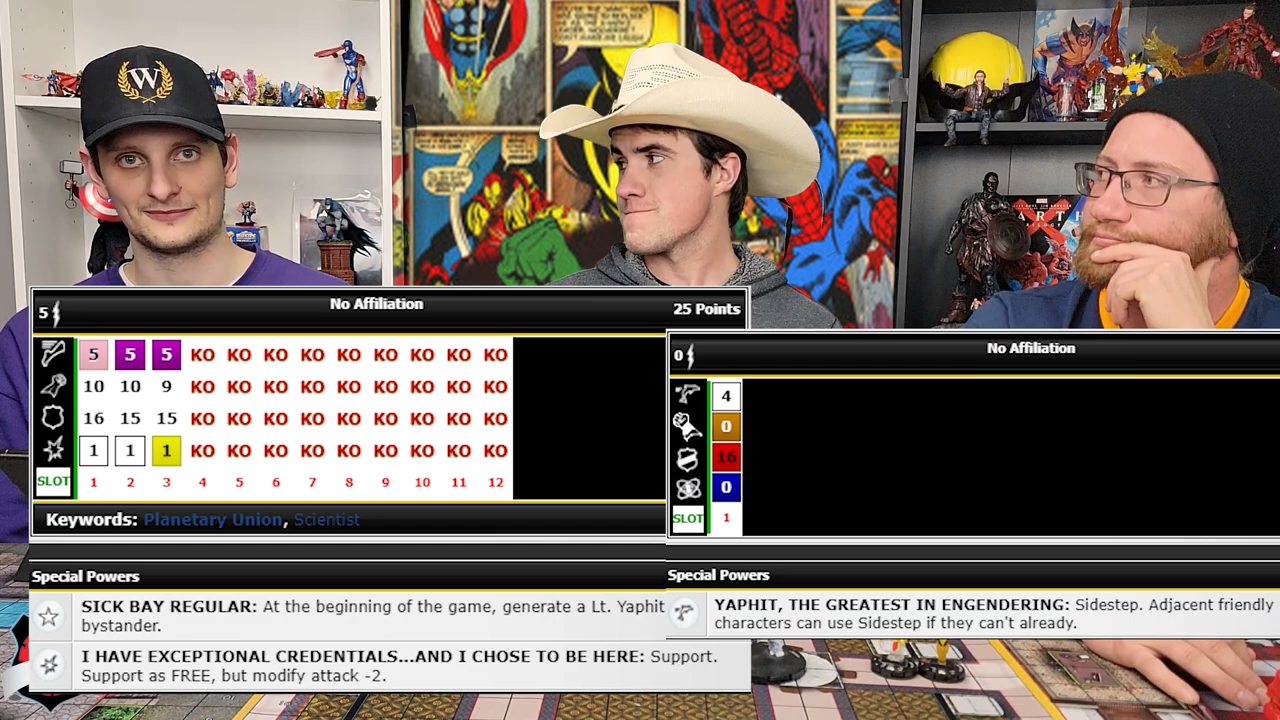 W
5
No Affiliation
25 Points
5 5 5 KO KO KO KO KO KO KO KO KO
10 10 9 KO KO KO KO KO KO KO KO KO
16 15 15 KO KO KO KO KO KO KO KO KO
1 1 1 KO KO KO KO KO KO KO KO KO
SLOT 1 2 3 4 5 6 7 8 9 10 11 12
Keywords: Planetary Union, Scientist
Special Powers
SICK BAY REGULAR: At the beginning of the game, generate a Lt. Yaphit
bystander.
I HAVE EXCEPTIONAL CREDENTIALS...AND I CHOSE TO BE HERE: Support.
Support as FREE, but modify attack -2.
0
No Affiliation
4
0
16
0
SLOT 1
Special Powers
YAPHIT, THE GREATEST IN ENGENDERING: Sidestep. Adjacent friendly
characters can use Sidestep if they can't already.